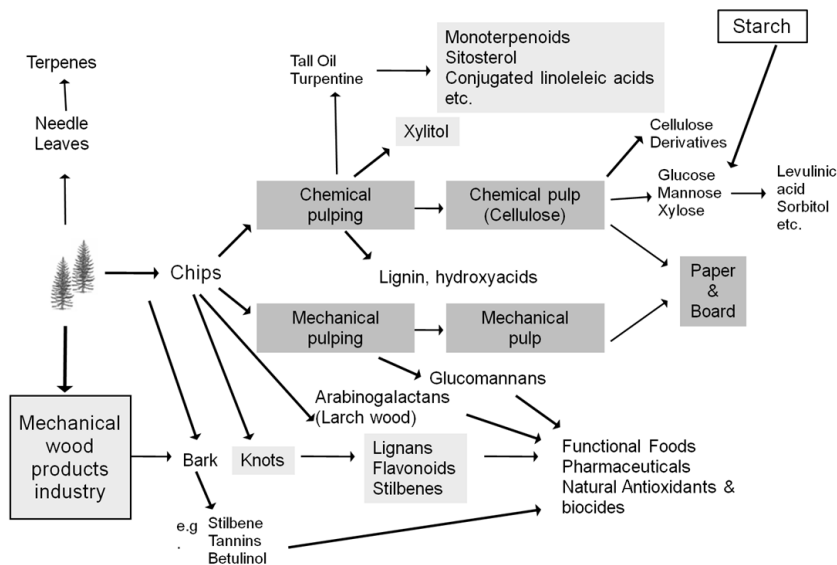 Starch
Terpenes
Tall Oil
Turpentine
Monoterpenoids
Sitosterol
Conjugated linoleleic acids
etc.
Needle
Leaves
Xylitol
Cellulose
Derivatives
Chemical
pulping
Chemical pulp
(Cellulose)
Glucose
Mannose
Xylose
Levulinic
acid
Sorbitol
etc.
Chips
Lignin, hydroxyacids
Paper
&
Board
Mechanical
pulping
Mechanical
pulp
Glucomannans
Arabinogalactans
(Larch wood)
Mechanical
wood
products
industry
Bark
Knots
Lignans
Flavonoids
Stilbenes
Functional Foods
Pharmaceuticals
Natural Antioxidants &
biocides
e.g
.
Stilbene
Tannins
Betulinol